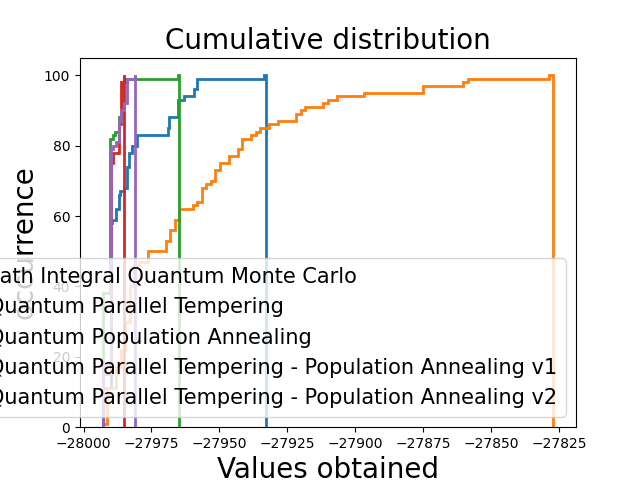 Cumulative distribution
100
80
60
40
20
0
occurrence
ath Integral Quantum Monte Carlo
Quantum Parallel Tempering
Quantum Population Annealing
Quantum Parallel Tempering - Population Annealing v1
Quantum Parallel Tempering - Population Annealing v2
−28000 −27975 −27950 −27925 −27900 −27875 −27850 −27825
Values obtained